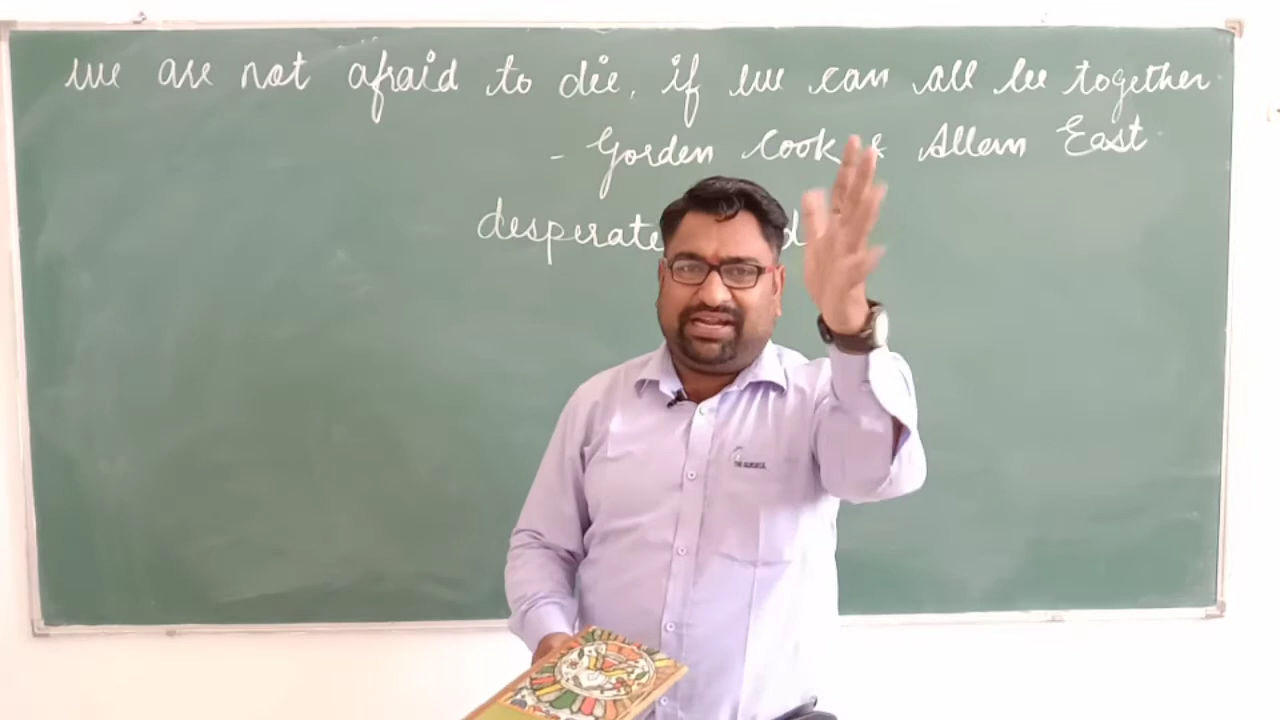 we are not afraid to die, if we can all be together
- Gorden Cook & Allen East
desperate